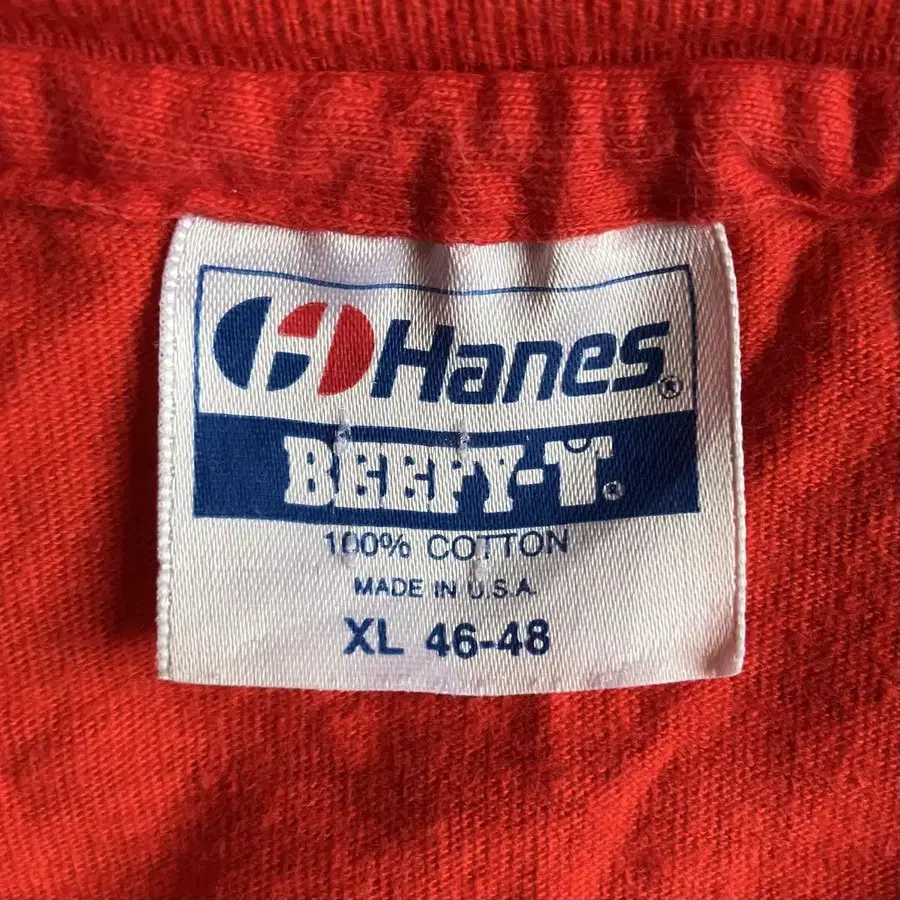 Hanes®
BEEFY-T®
100% COTTON
MADE IN U.S.A.
XL 46-48